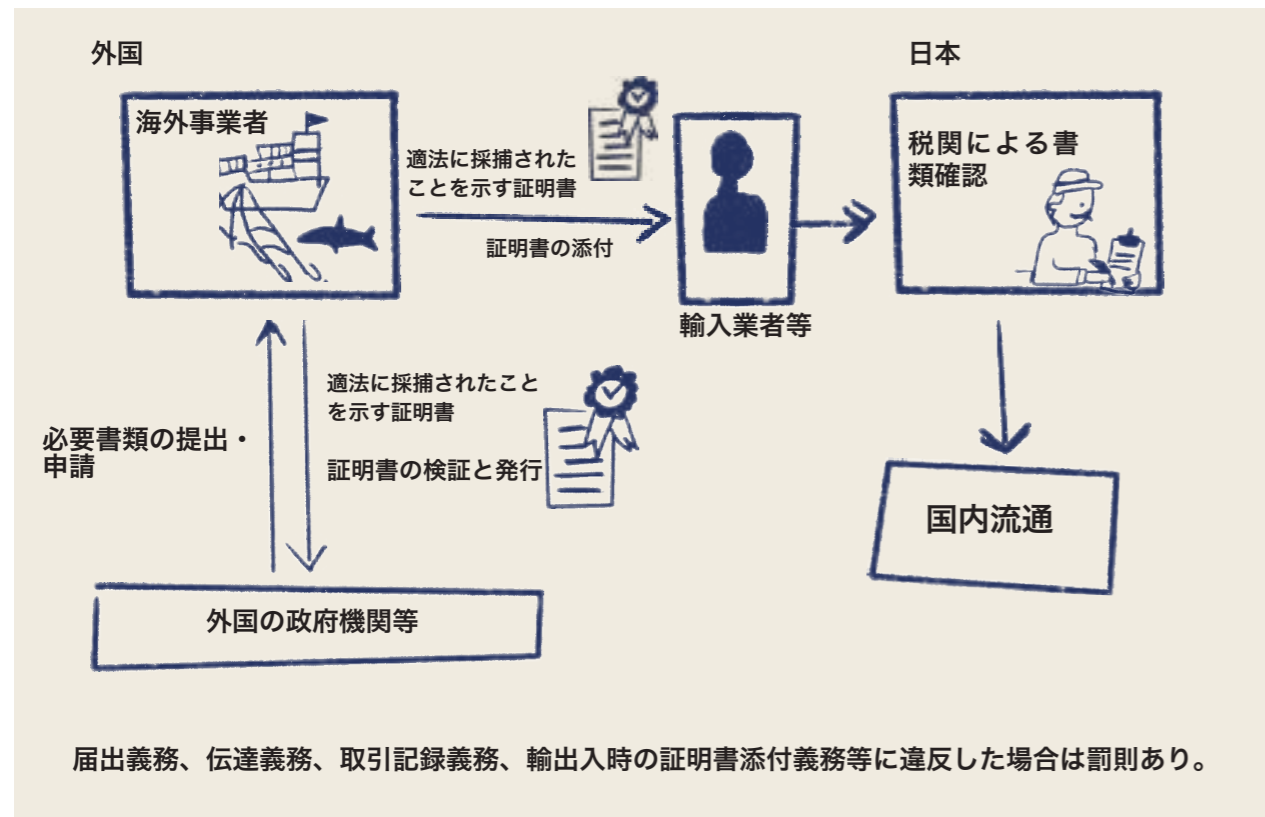 外国
日本
海外事業者
適法に採捕された
ことを示す証明書
証明書の添付
輸入業者等
税関による書
類確認
必要書類の提出・
申請
適法に採捕されたこと
を示す証明書
証明書の検証と発行
国内流通
外国の政府機関等
届出義務、伝達義務、取引記録義務、輸出入時の証明書添付義務等に違反した場合は罰則あり。